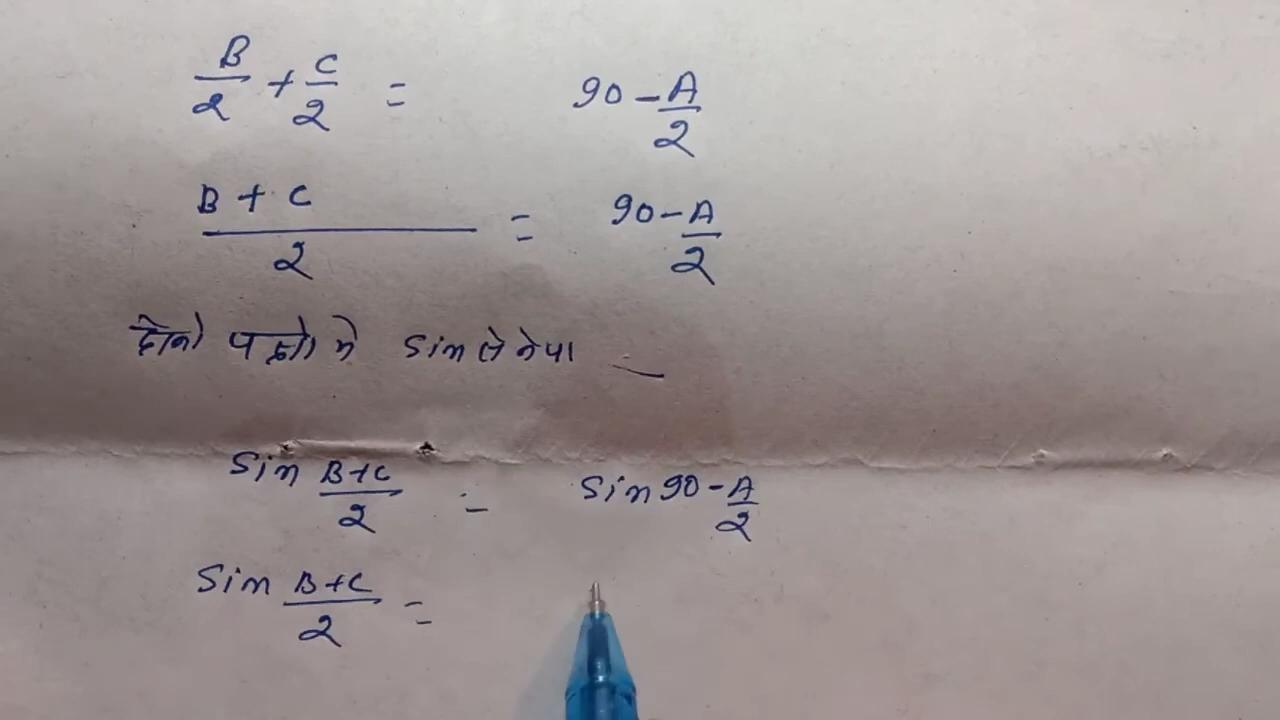 B/2 + C/2 = 90 - A/2
B + C / 2 = 90 - A/2
दोनो पक्षो मे sin लेने पर
Sin B+C/2 = Sin 90 - A/2
Sin B+C/2 =